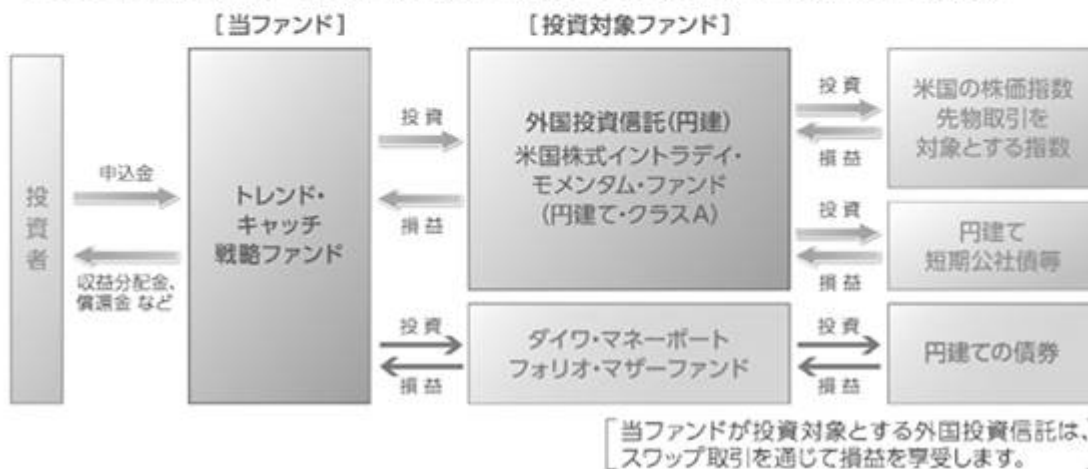 [当ファンド]
[投資対象ファンド]
投資者
申込金
収益分配金、
償還金 など
トレンド・
キャッチ
戦略ファンド
投資
損益
外国投資信託(円建)
米国株式イントラデイ・
モメンタム・ファンド
(円建て・クラスA)
投資
損益
米国の株価指数
先物取引を
対象とする指数
投資
損益
円建て
短期公社債等
投資
損益
ダイワ・マネーポート
フォリオ・マザーファンド
投資
損益
円建ての債券
当ファンドが投資対象とする外国投資信託は、
スワップ取引を通じて損益を享受します。